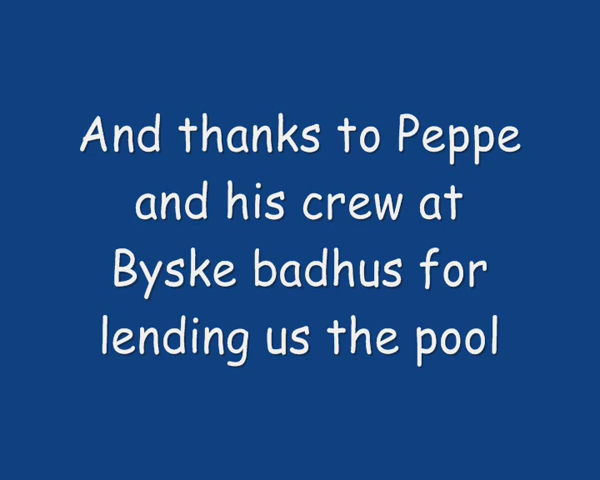 And thanks to Peppe
and his crew at
Byske badhus for
lending us the pool